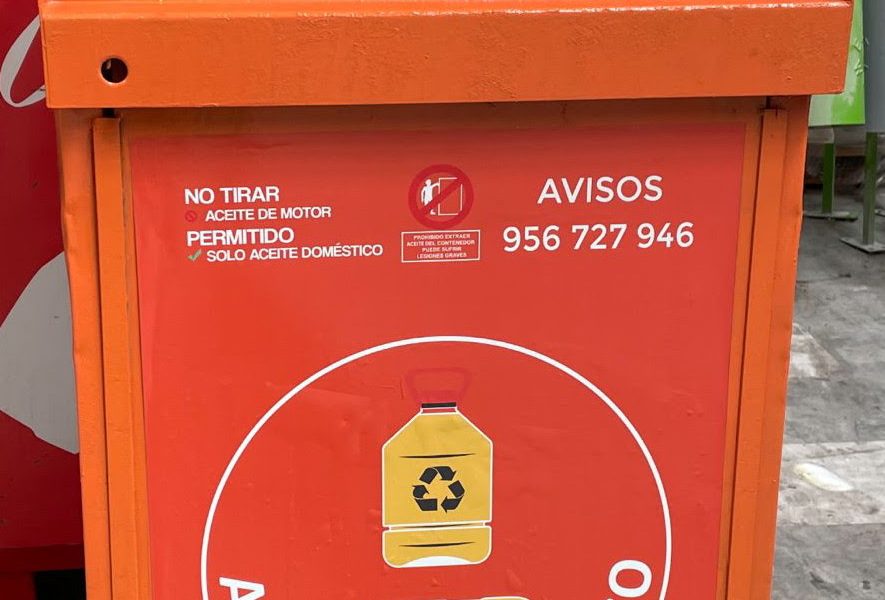 NO TIRAR
ACEITE DE MOTOR
PERMITIDO
SOLO ACEITE DOMÉSTICO
PROHIBIDO EXTRAER
ACEITE DEL CONTENEDOR
PUEDE SUFRIR
LEGIONES GRAVES
AVISOS
956 727 946